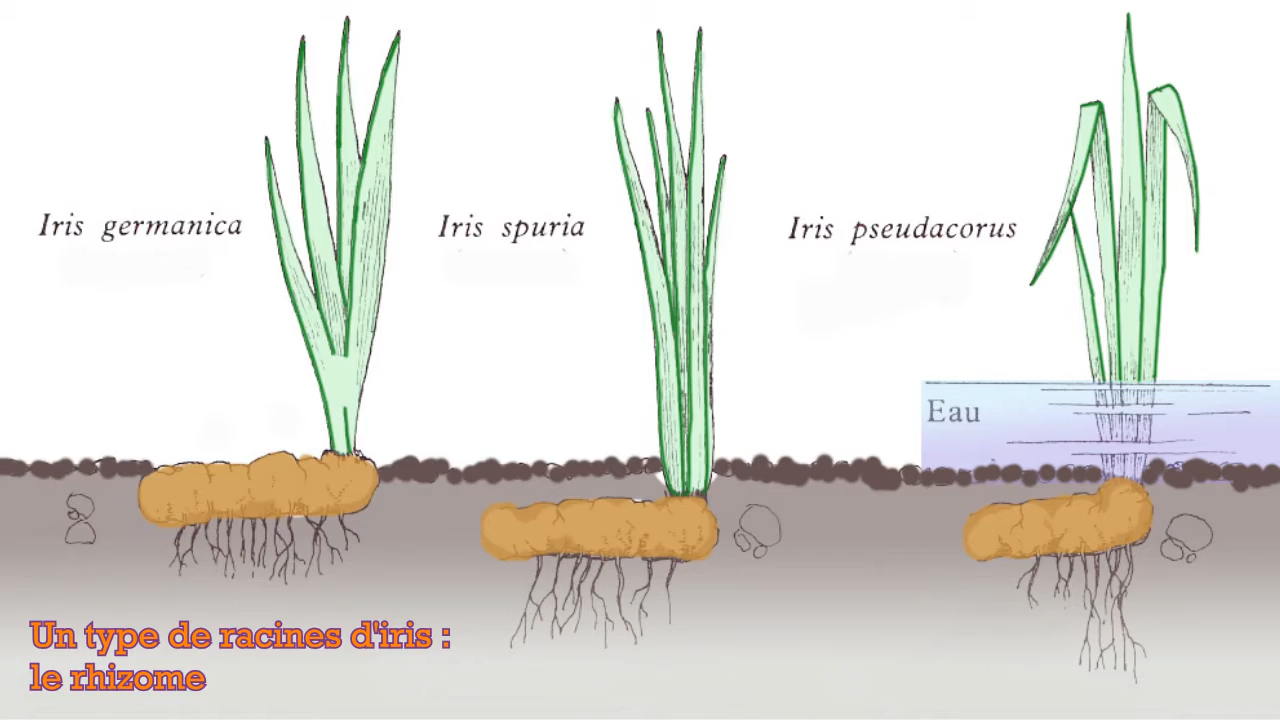 Iris germanica
Iris spuria
Iris pseudacorus
Eau
Un type de racines d'iris :
le rhizome